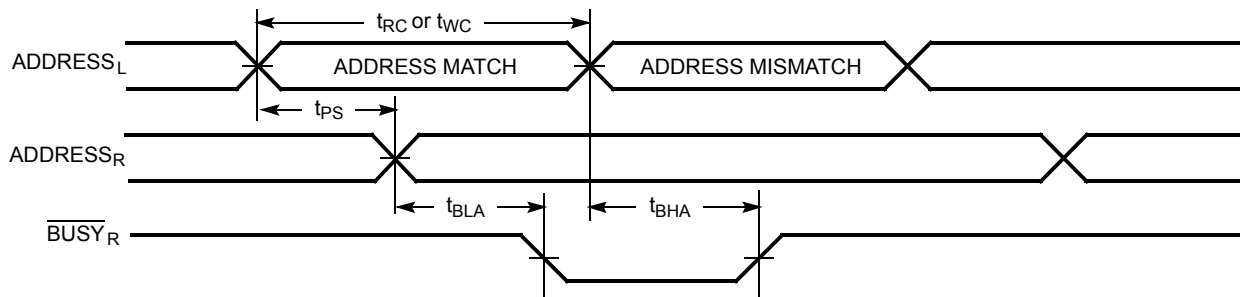 tRC or tWC
ADDRESSL
ADDRESS MATCH
ADDRESS MISMATCH
tPS
ADDRESSR
tBLA
tBHA
BUSYR